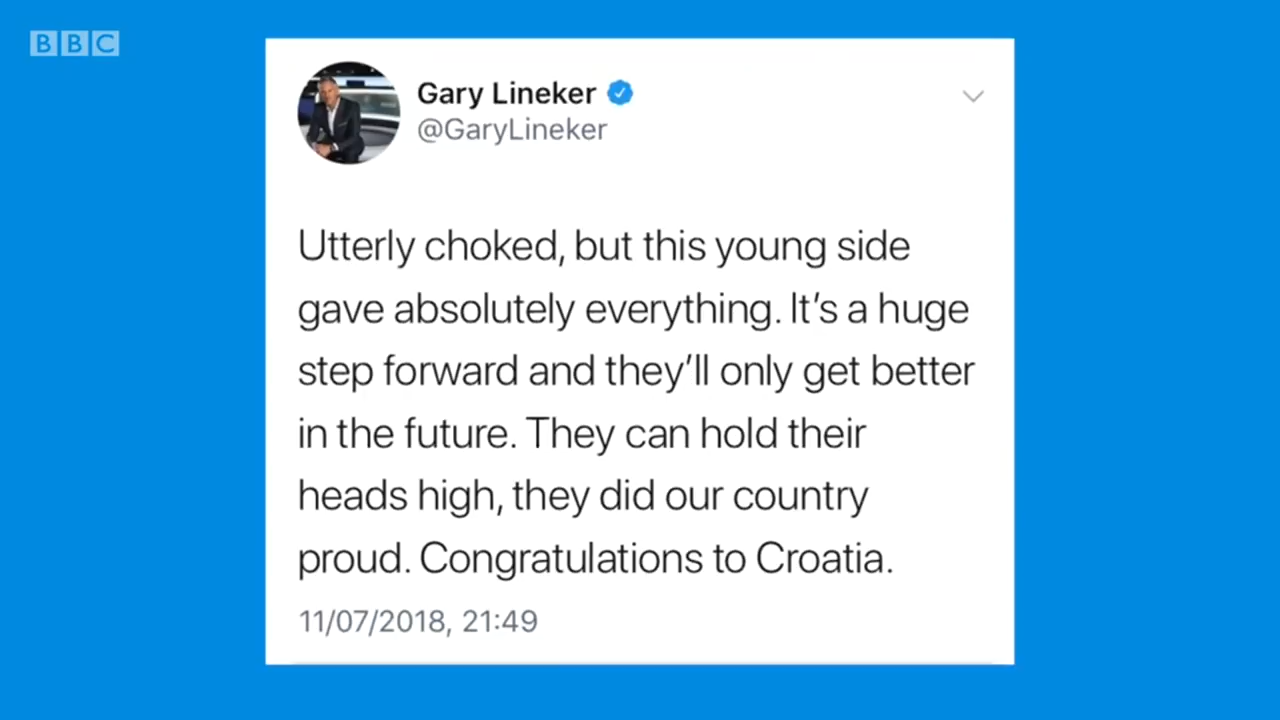 BBC
Gary Lineker
@GaryLineker
Utterly choked, but this young side
gave absolutely everything. It’s a huge
step forward and they’ll only get better
in the future. They can hold their
heads high, they did our country
proud. Congratulations to Croatia.
11/07/2018, 21:49